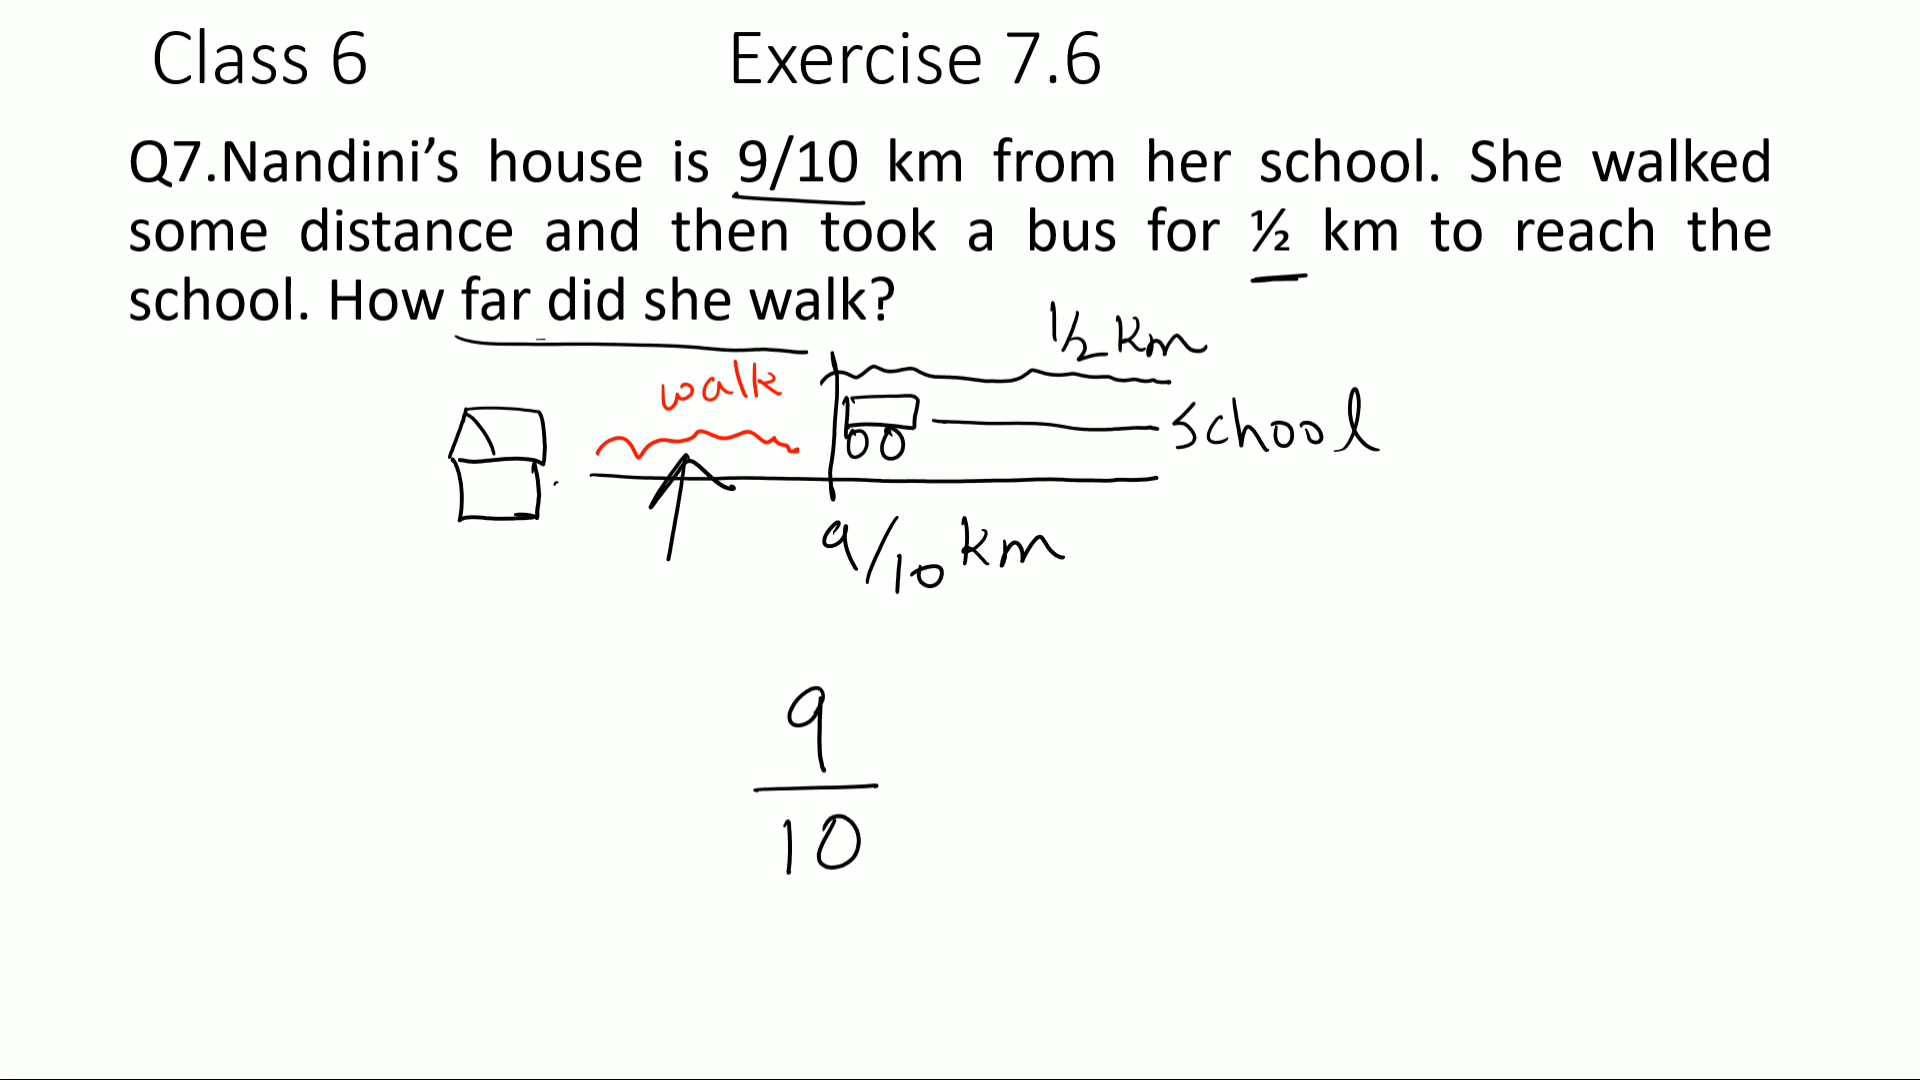 Class 6 Exercise 7.6
Q7.Nandini’s house is 9/10 km from her school. She walked
some distance and then took a bus for ½ km to reach the
school. How far did she walk?
1/2 km
walk
school
9/10 km
9
10